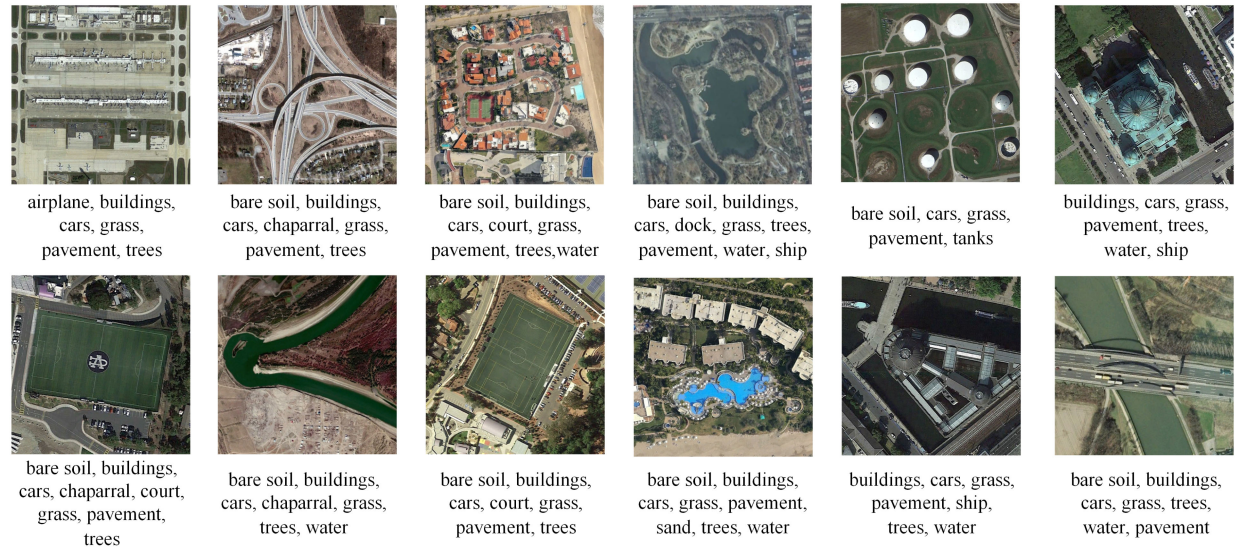 airplane, buildings,
cars, grass,
pavement, trees
bare soil, buildings,
cars, chaparral, grass,
pavement, trees
bare soil, buildings,
cars, court, grass,
pavement, trees,water
bare soil, buildings,
cars, dock, grass, trees,
pavement, water, ship
bare soil, cars, grass,
pavement, tanks
buildings, cars, grass,
pavement, trees,
water, ship
bare soil, buildings,
cars, chaparral, court,
grass, pavement,
trees
bare soil, buildings,
cars, chaparral, grass,
trees, water
bare soil, buildings,
cars, court, grass,
pavement, trees
bare soil, buildings,
cars, grass, pavement,
sand, trees, water
buildings, cars, grass,
pavement, ship,
trees, water
bare soil, buildings,
cars, grass, trees,
water, pavement